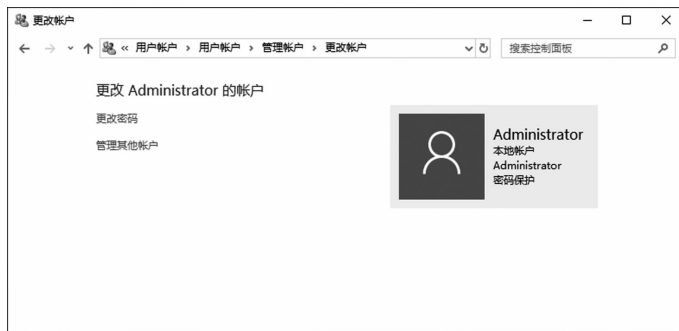 更改帐户
« 用户帐户 › 用户帐户 › 管理帐户 › 更改帐户
搜索控制面板
更改 Administrator 的帐户
更改密码
管理其他帐户
Administrator
本地帐户
Administrator
密码保护